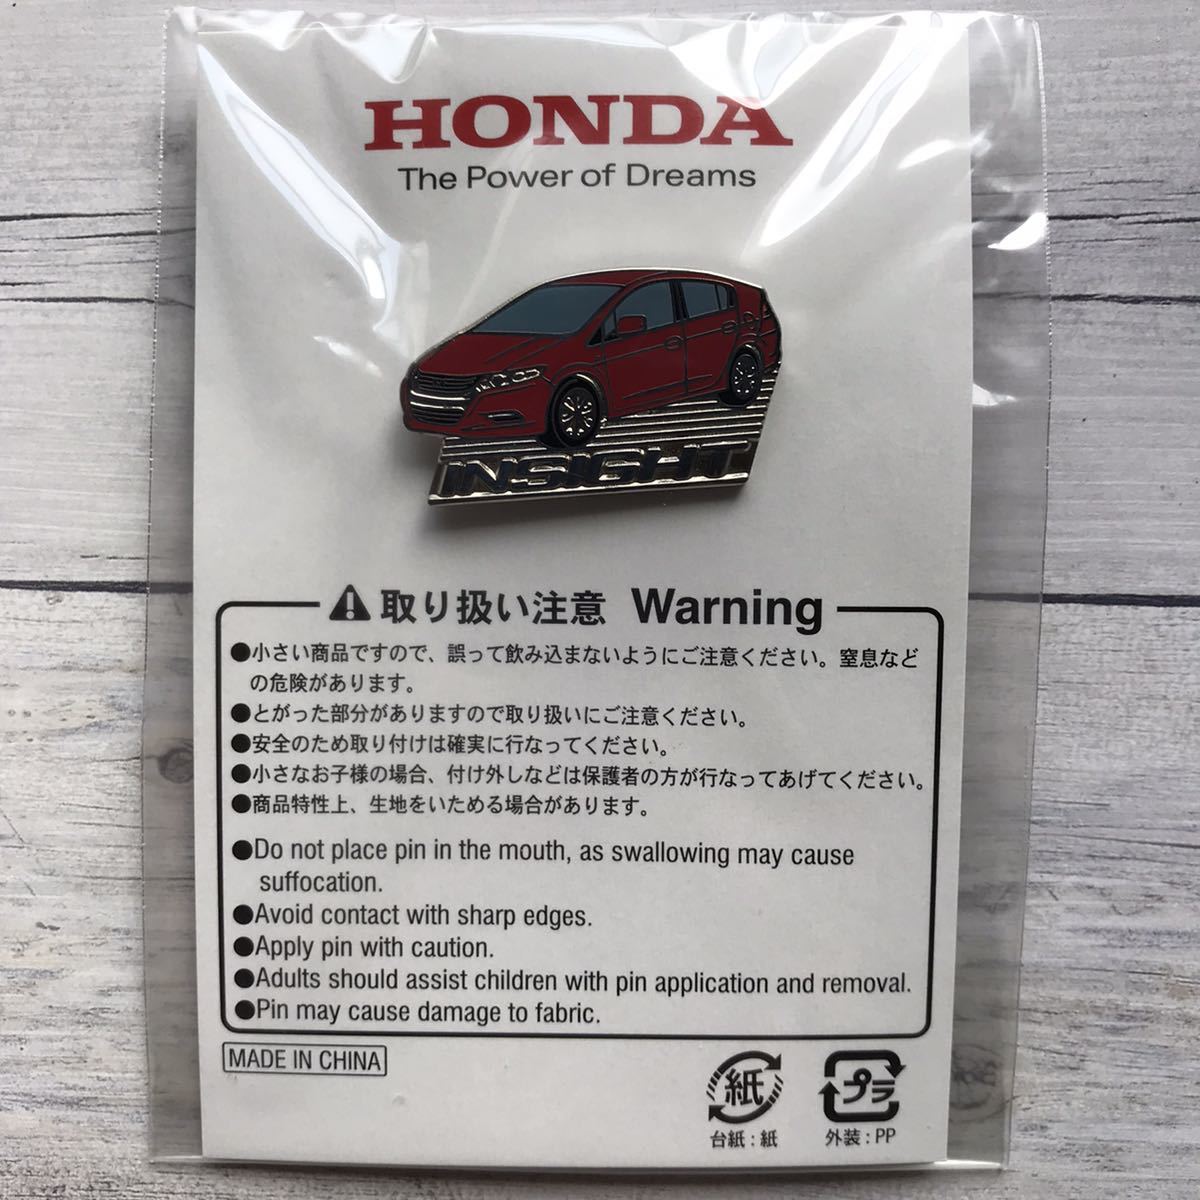 HONDA
The Power of Dreams
INSIGHT
取り扱い注意 Warning
●小さい商品ですので、誤って飲み込まないようにご注意ください。窒息など
の危険があります。
●とがった部分がありますので取り扱いにご注意ください。
●安全のため取り付けは確実に行なってください。
●小さなお子様の場合、付け外しなどは保護者の方が行なってあげてください。
●商品特性上、生地をいためる場合があります。
●Do not place pin in the mouth, as swallowing may cause
suffocation.
●Avoid contact with sharp edges.
●Apply pin with caution.
●Adults should assist children with pin application and removal.
●Pin may cause damage to fabric.
MADE IN CHINA
紙
台紙:紙
プラ
外装:PP